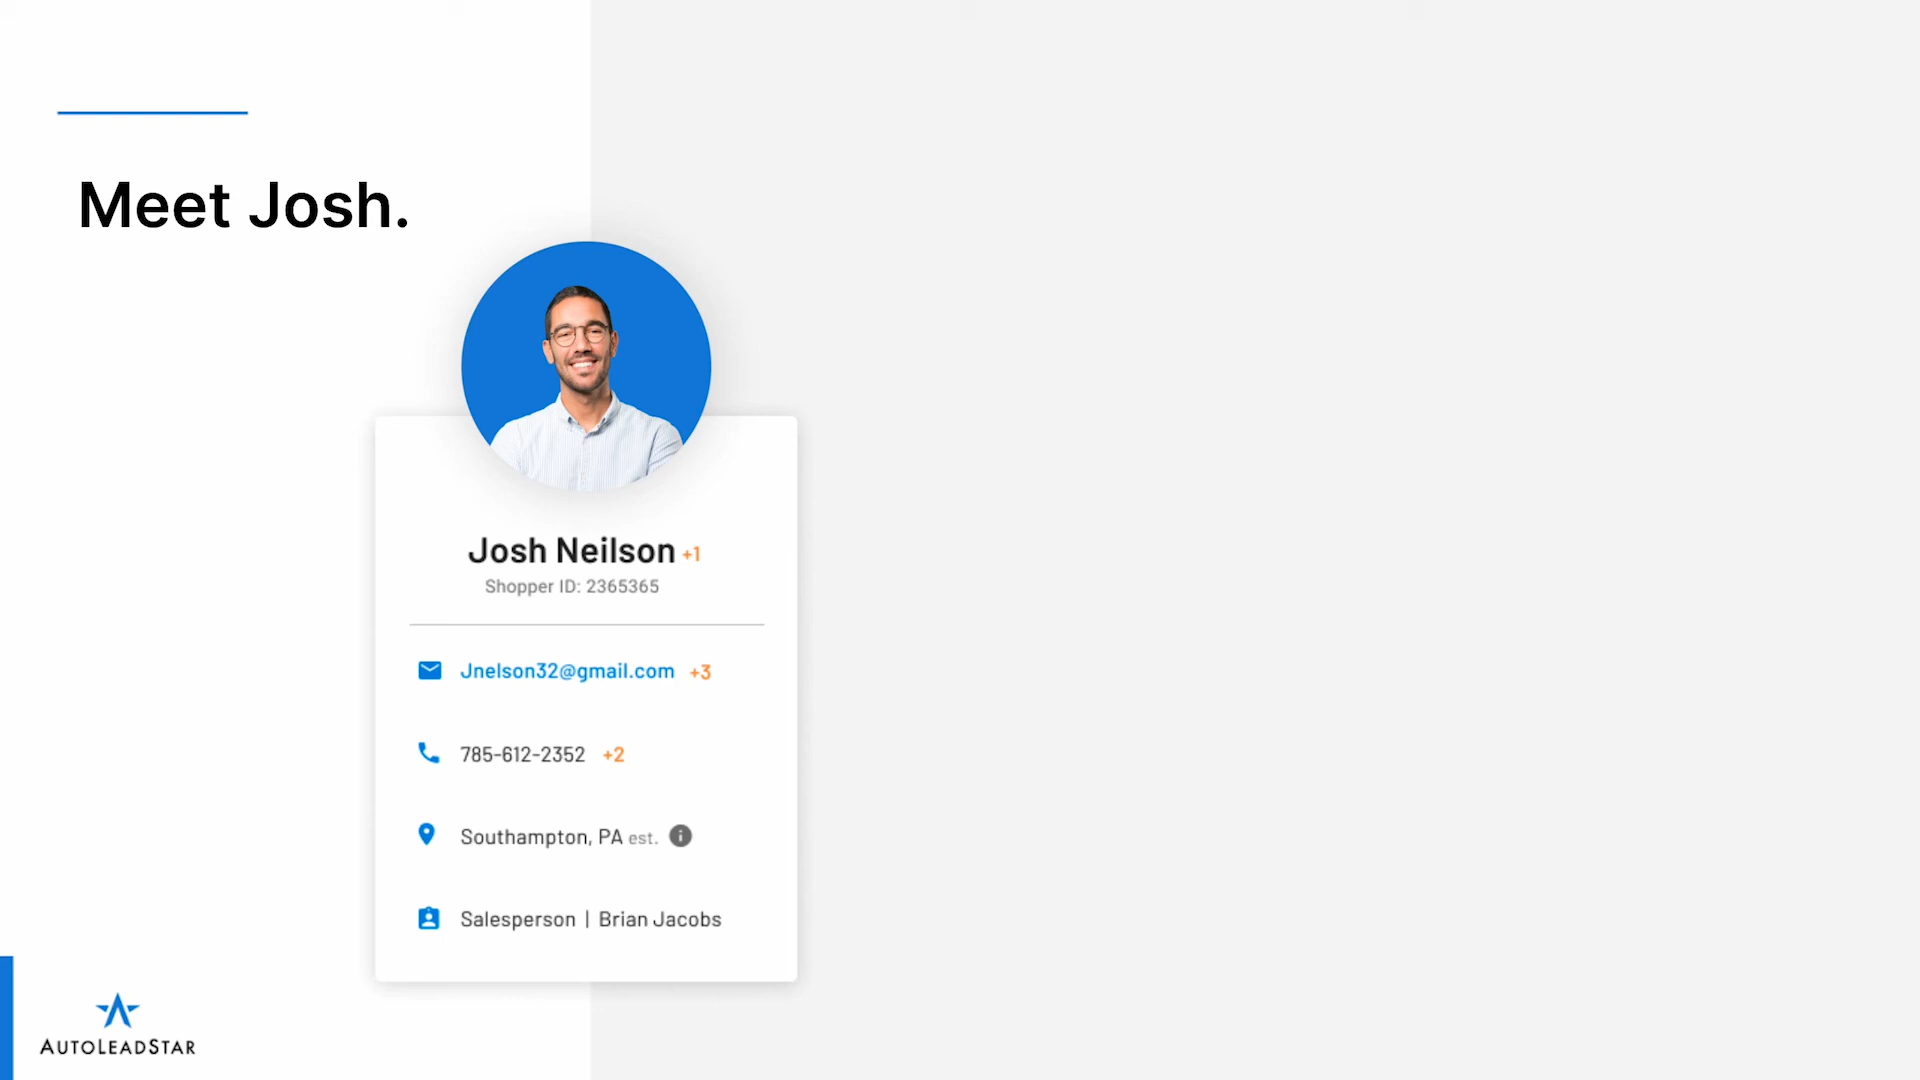 Meet Josh.
Josh Neilson +1
Shopper ID: 2365365
Jnelson32@gmail.com +3
785-612-2352 +2
Southampton, PA est.
Salesperson | Brian Jacobs
AUTOLEADSTAR